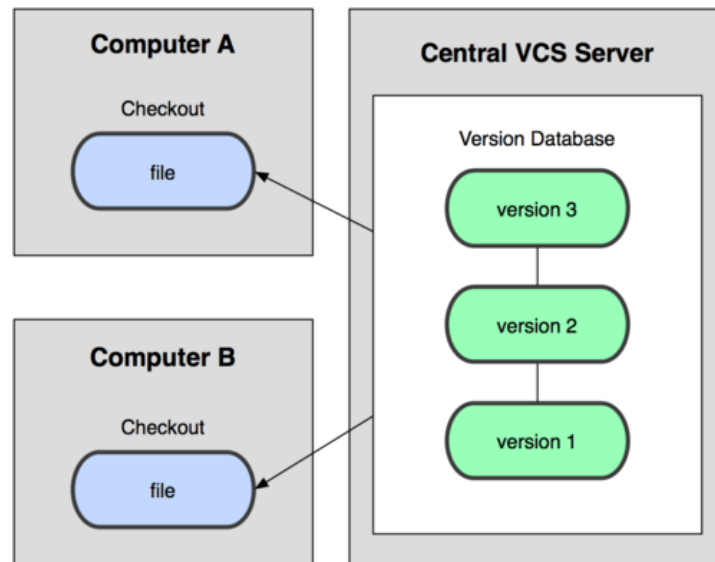 Computer A
Checkout
file
Computer B
Checkout
file
Central VCS Server
Version Database
version 3
version 2
version 1